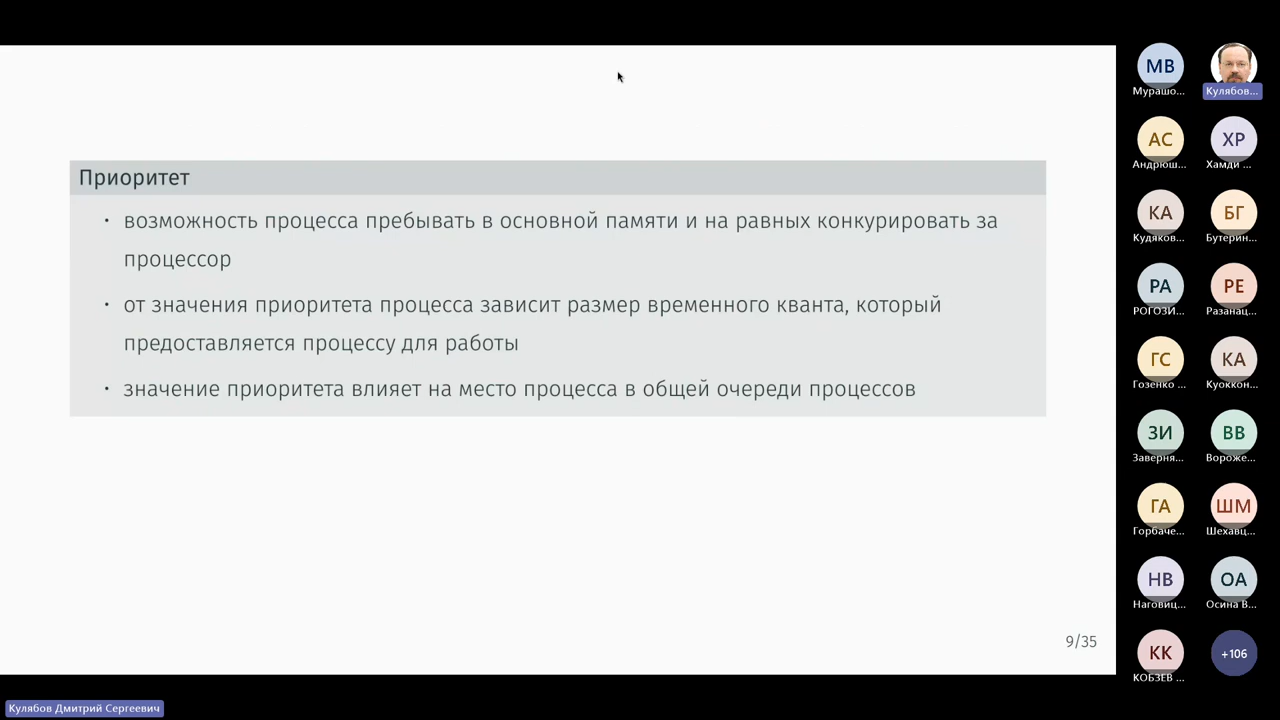 Приоритет
• возможность процесса пребывать в основной памяти и на равных конкурировать за
процессор
• от значения приоритета процесса зависит размер временного кванта, который
предоставляется процессу для работы
• значение приоритета влияет на место процесса в общей очереди процессов
9/35
Кулябов Дмитрий Сергеевич
МВ
Мурашо...
Кулябов...
АС
Андрюш...
ХР
Хамди ...
КА
Кудяков...
БГ
Бутерин...
РА
РОГОЗИ...
РЕ
Разанац...
ГС
Гозенко ...
КА
Куоккон...
ЗИ
Заверня...
ВВ
Вороже...
ГА
Горбаче...
ШМ
Шехавц...
НВ
Наговиц...
ОА
Осина В...
КК
КОБЗЕВ ...
+106